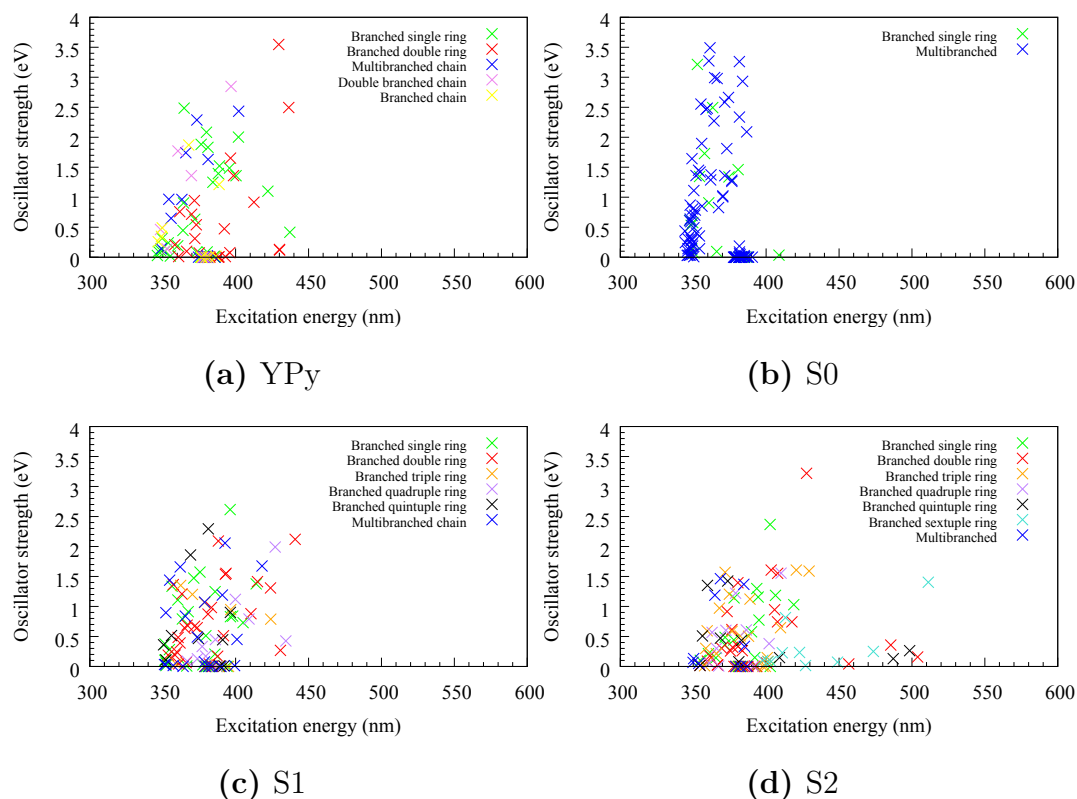 Oscillator strength (eV)
4
3.5
3
2.5
2
1.5
1
0.5
0
300 350 400 450 500 550 600
Excitation energy (nm)
Branched single ring
Branched double ring
Multibranched chain
Double branched chain
Branched chain
(a) YPy
Oscillator strength (eV)
4
3.5
3
2.5
2
1.5
1
0.5
0
300 350 400 450 500 550 600
Excitation energy (nm)
Branched single ring
Multibranched
(b) S0
Oscillator strength (eV)
4
3.5
3
2.5
2
1.5
1
0.5
0
300 350 400 450 500 550 600
Excitation energy (nm)
Branched single ring
Branched double ring
Branched triple ring
Branched quadruple ring
Branched quintuple ring
Multibranched chain
(c) S1
Oscillator strength (eV)
4
3.5
3
2.5
2
1.5
1
0.5
0
300 350 400 450 500 550 600
Excitation energy (nm)
Branched single ring
Branched double ring
Branched triple ring
Branched quadruple ring
Branched quintuple ring
Branched sextuple ring
Multibranched
(d) S2